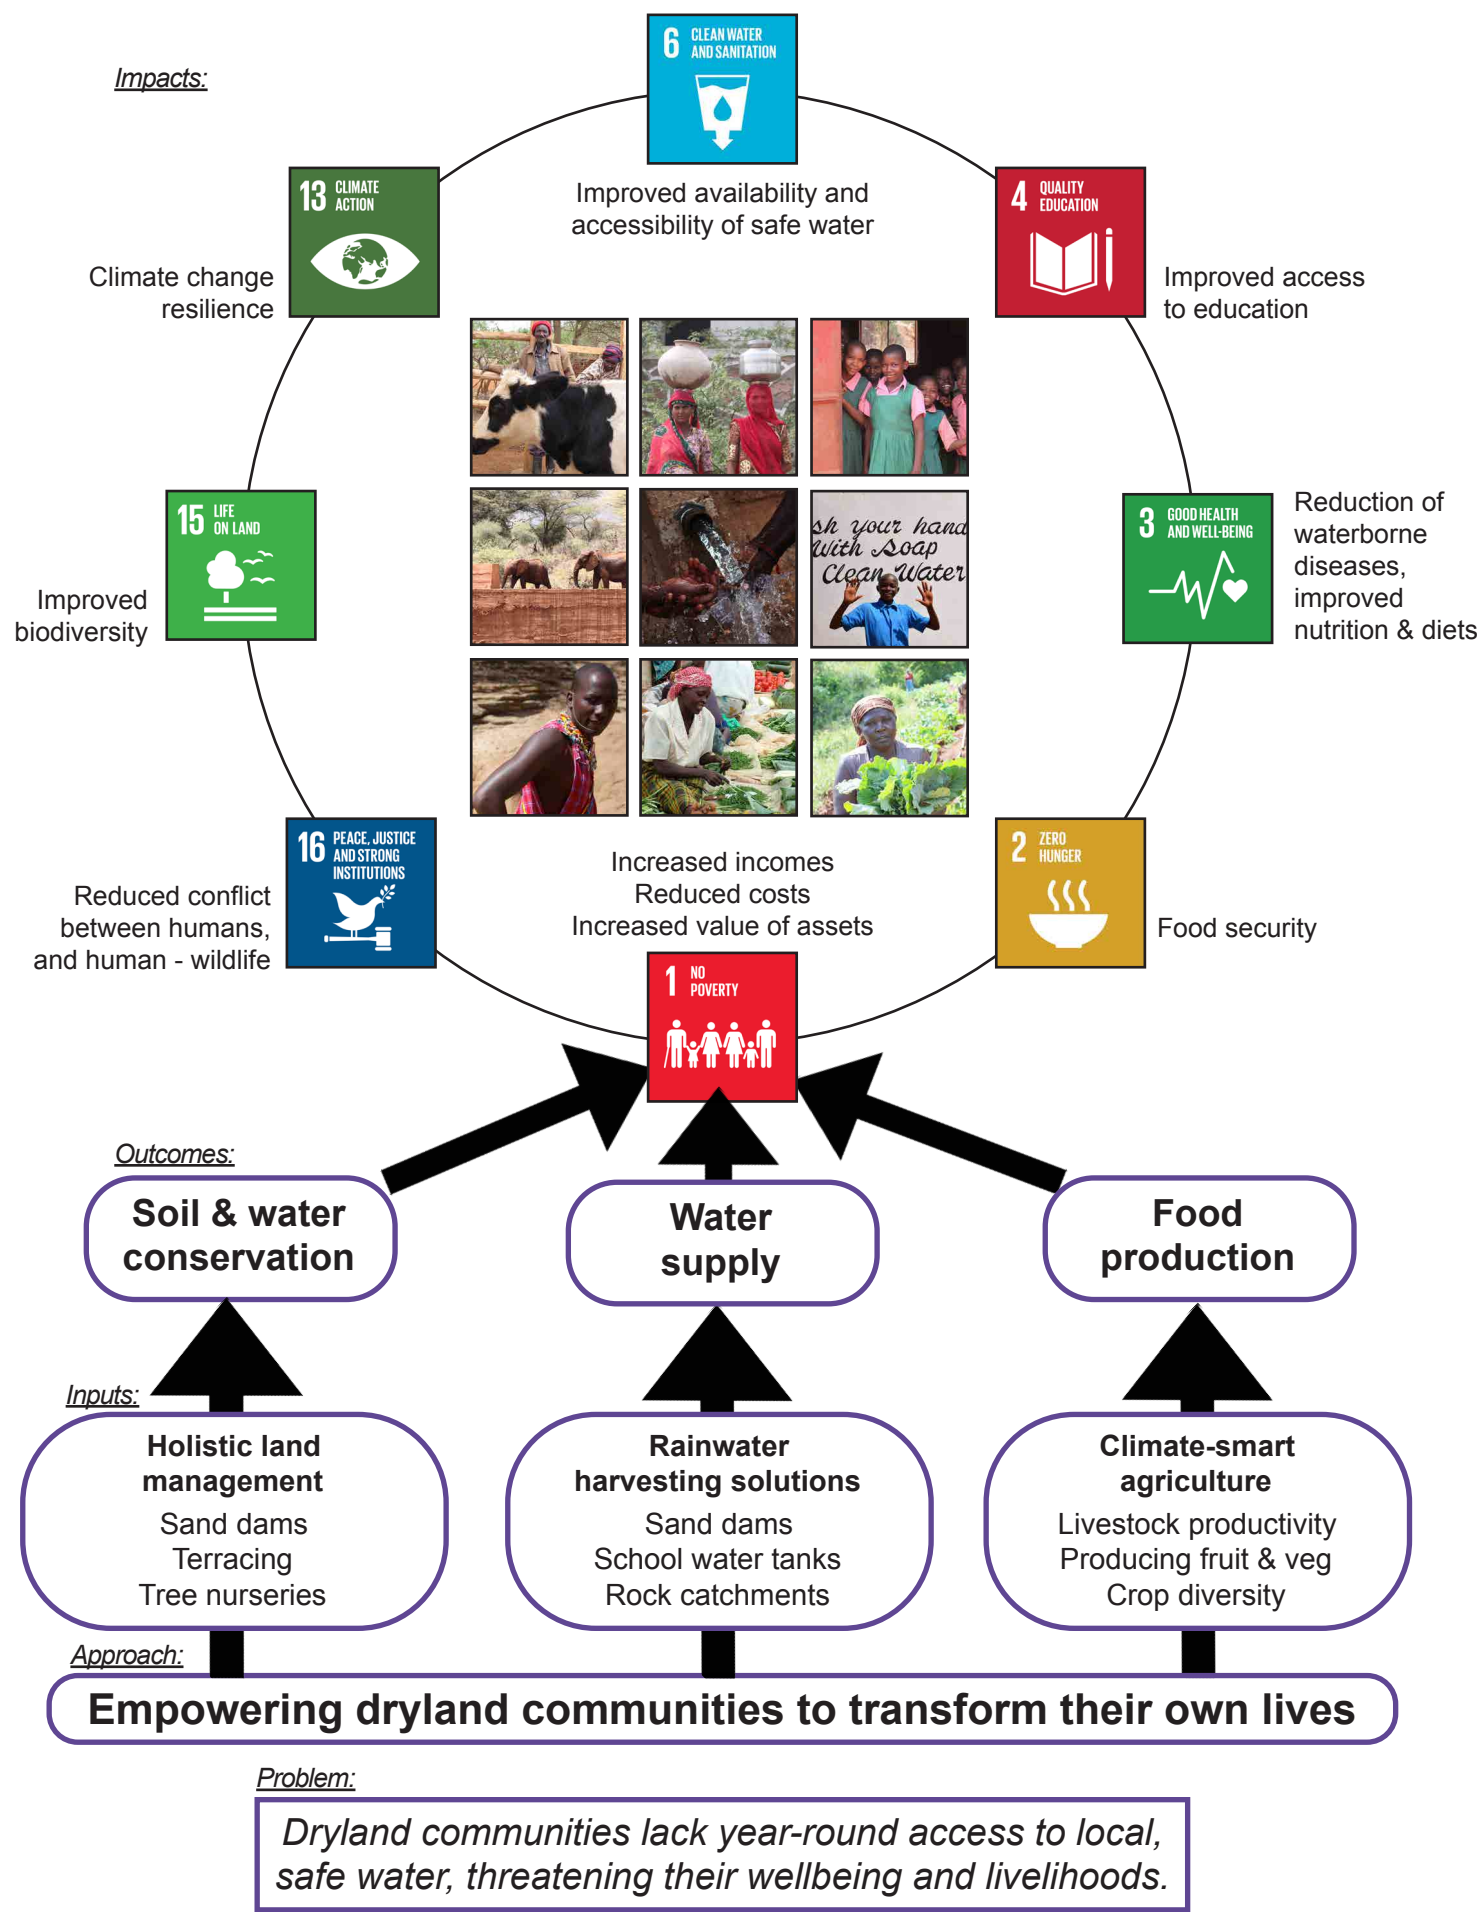 Impacts:
6 CLEAN WATER
AND SANITATION
Improved availability and
accessibility of safe water
13 CLIMATE
ACTION
Climate change
resilience
4 QUALITY
EDUCATION
Improved access
to education
15 LIFE
ON LAND
Improved
biodiversity
sh your hand
With Soap
Clean Water
3 GOOD HEALTH
AND WELL-BEING
Reduction of
waterborne
diseases,
improved
nutrition & diets
16 PEACE, JUSTICE
AND STRONG
INSTITUTIONS
Reduced conflict
between humans,
and human - wildlife
Increased incomes
Reduced costs
Increased value of assets
1 NO
POVERTY
2 ZERO
HUNGER
Food security
Outcomes:
Soil & water
conservation
Water
supply
Food
production
Inputs:
Holistic land
management
Sand dams
Terracing
Tree nurseries
Rainwater
harvesting solutions
Sand dams
School water tanks
Rock catchments
Climate-smart
agriculture
Livestock productivity
Producing fruit & veg
Crop diversity
Approach:
Empowering dryland communities to transform their own lives
Problem:
Dryland communities lack year-round access to local,
safe water, threatening their wellbeing and livelihoods.